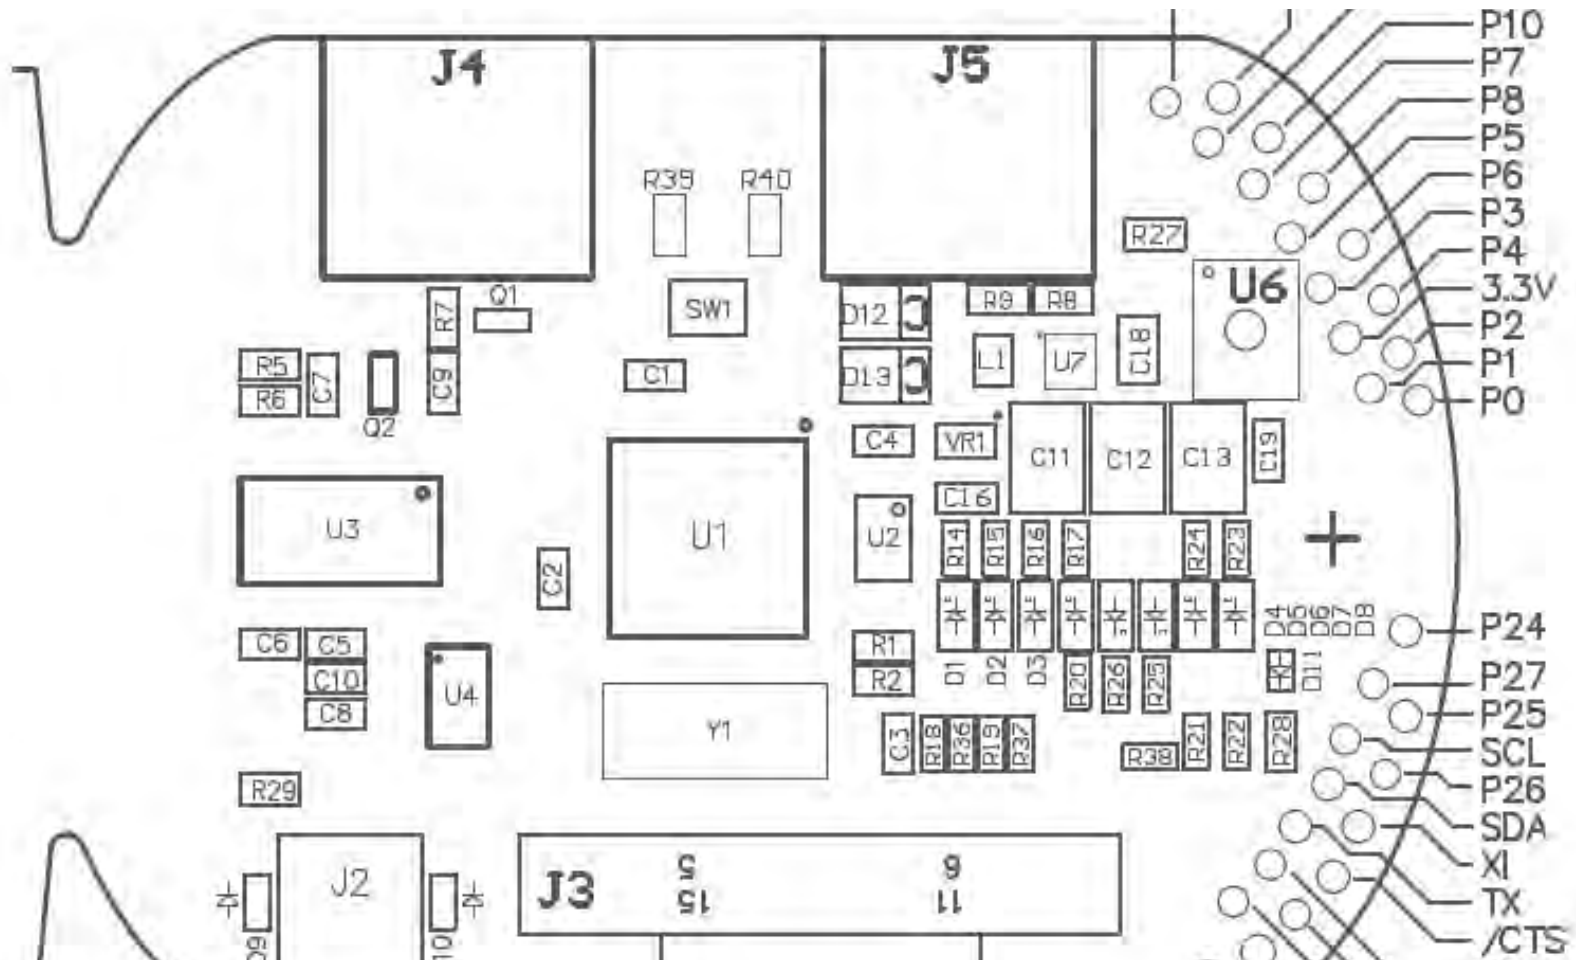 P10
J4
J5
P7
P8
P5
P6
R39
R40
P3
R27
P4
U6
3.3V
Q1
R7
SW1
D12
R9
R8
P2
R5
C7
C9
C1
D13
L1
U7
C18
P1
R6
P0
Q2
C4
VR1
C11
C12
C13
C19
C16
U3
U1
U2
R14
R15
R16
R17
R24
R23
C2
C6
C5
R1
D4
D5
D6
D7
D8
P24
C10
U4
R2
D1
D2
D3
R20
R26
R25
D11
P27
C8
P25
Y1
C3
R18
R36
R19
R37
R38
R21
R22
R28
SCL
R29
P26
SDA
J2
J3
5
6
XI
15
11
TX
/CTS